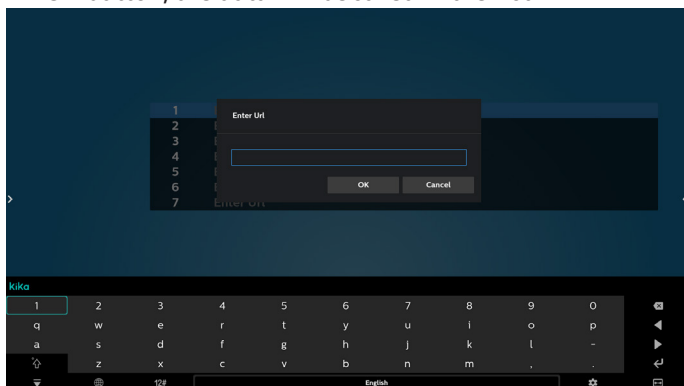 Enter Url
1
2
3
4
5
6
7 Enter Url
OK Cancel
kika
1 2 3 4 5 6 7 8 9 0
q w e r t y u i o p
a s d f g h j k l -
z x c v b n m , .
12# English